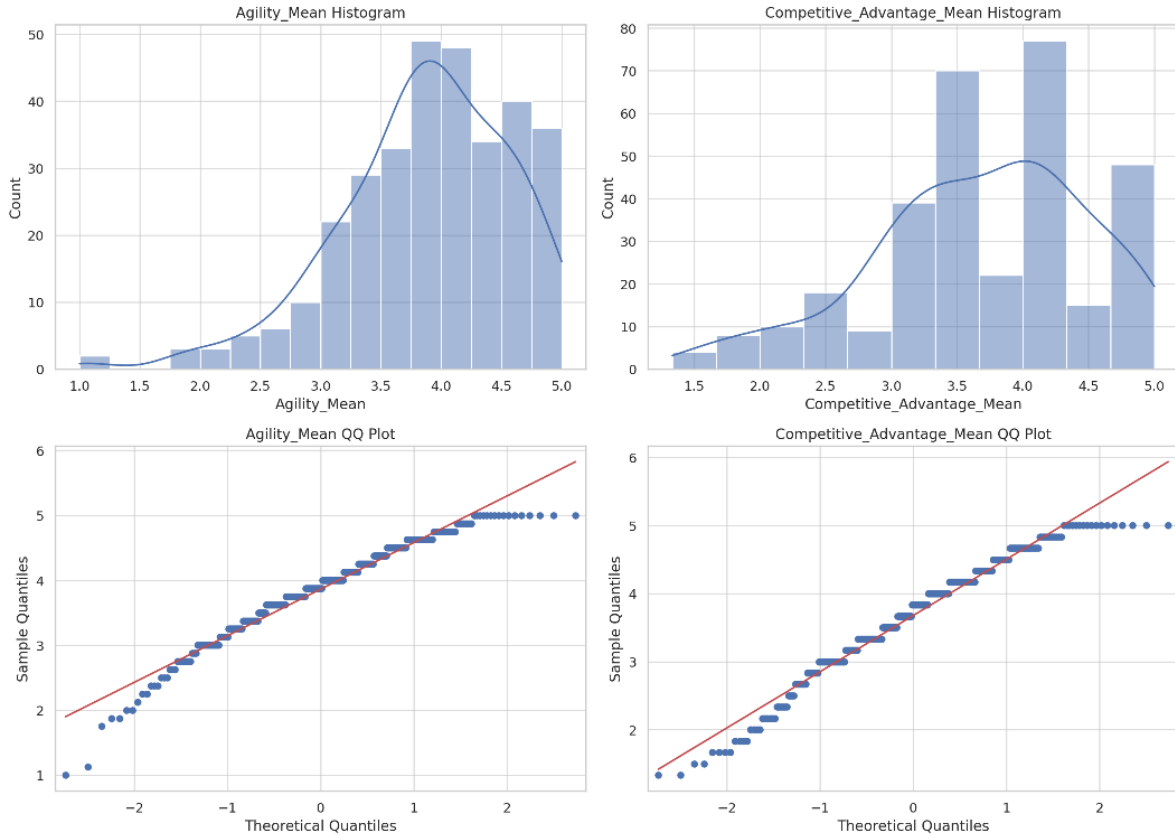 Agility_Mean Histogram
50
40
30
20
10
0
Count
1.0 1.5 2.0 2.5 3.0 3.5 4.0 4.5 5.0
Agility_Mean
Competitive_Advantage_Mean Histogram
80
70
60
50
40
30
20
10
0
Count
1.5 2.0 2.5 3.0 3.5 4.0 4.5 5.0
Competitive_Advantage_Mean
Agility_Mean QQ Plot
6
5
4
3
2
1
Sample Quantiles
−2 −1 0 1 2
Theoretical Quantiles
Competitive_Advantage_Mean QQ Plot
6
5
4
3
2
Sample Quantiles
−2 −1 0 1 2
Theoretical Quantiles